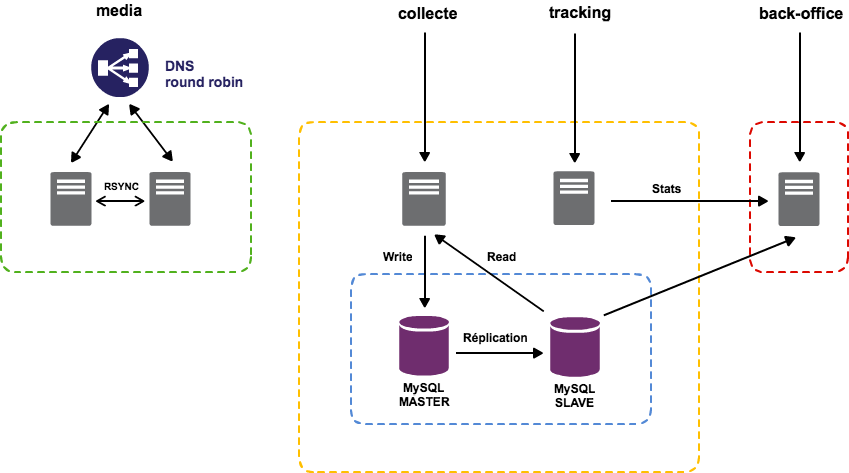 media
collecte
tracking
back-office
DNS
round robin
RSYNC
Stats
Write
Read
Réplication
MySQL
MASTER
MySQL
SLAVE